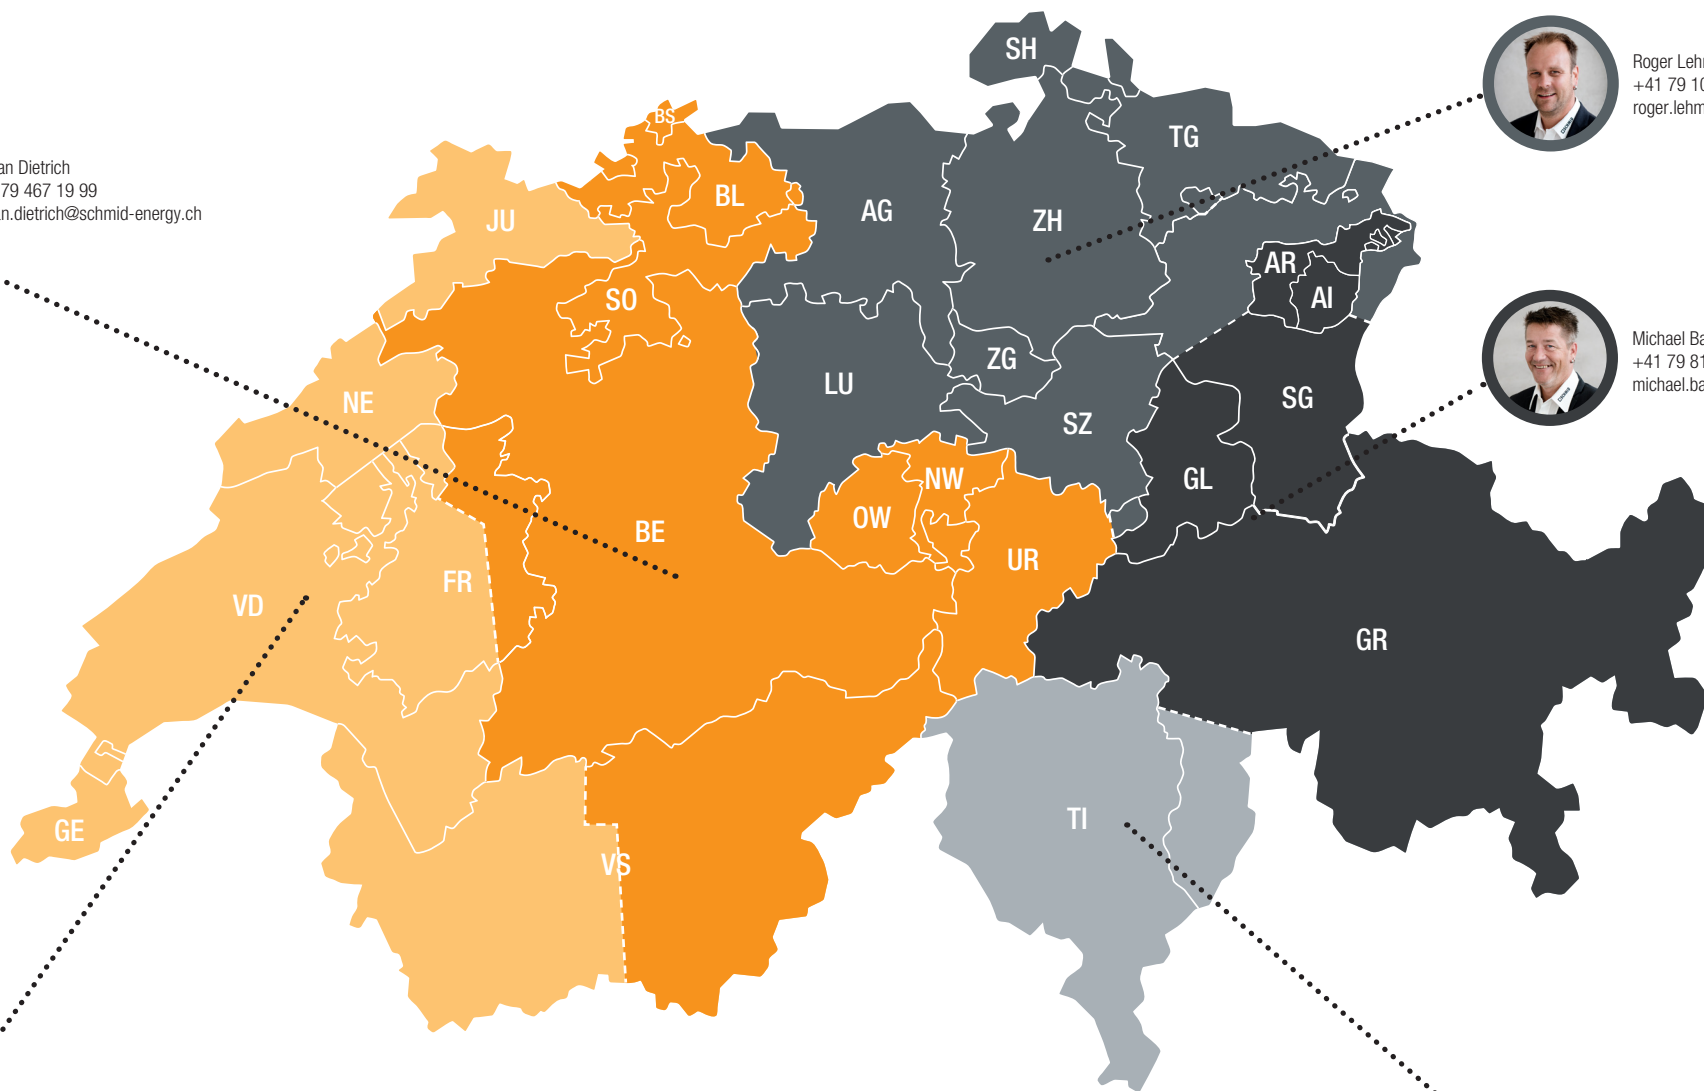 an Dietrich
79 467 19 99
n.dietrich@schmid-energy.ch
Roger Leh
+41 79 10
roger.lehm
Michael Ba
+41 79 81
michael.ba
SH
BS
TG
BL
AG
ZH
JU
AR
AI
SO
ZG
LU
NE
SG
SZ
NW
GL
OW
BE
UR
FR
VD
GR
TI
GE
VS